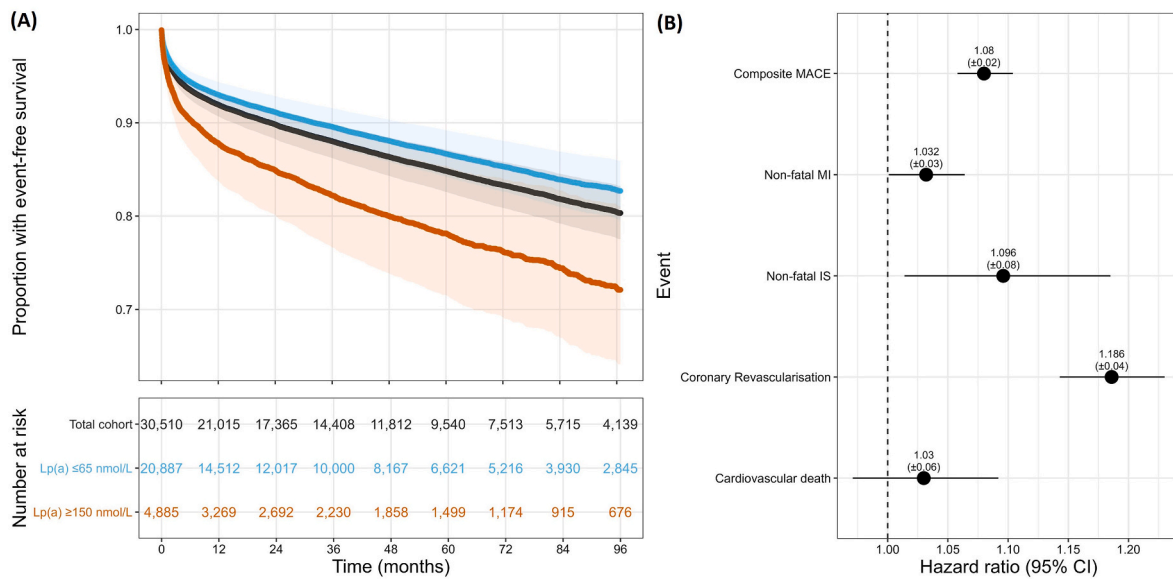 (A)
Proportion with event-free survival
1.0
0.9
0.8
0.7
Number at risk
Total cohort 30,510 21,015 17,365 14,408 11,812 9,540 7,513 5,715 4,139
Lp(a) ≤65 nmol/L 20,887 14,512 12,017 10,000 8,167 6,621 5,216 3,930 2,845
Lp(a) ≥150 nmol/L 4,885 3,269 2,692 2,230 1,858 1,499 1,174 915 676
0 12 24 36 48 60 72 84 96
Time (months)
(B)
Event
Composite MACE
1.08
(±0.02)
Non-fatal MI
1.032
(±0.03)
Non-fatal IS
1.096
(±0.08)
Coronary Revascularisation
1.186
(±0.04)
Cardiovascular death
1.03
(±0.06)
1.00 1.05 1.10 1.15 1.20
Hazard ratio (95% CI)